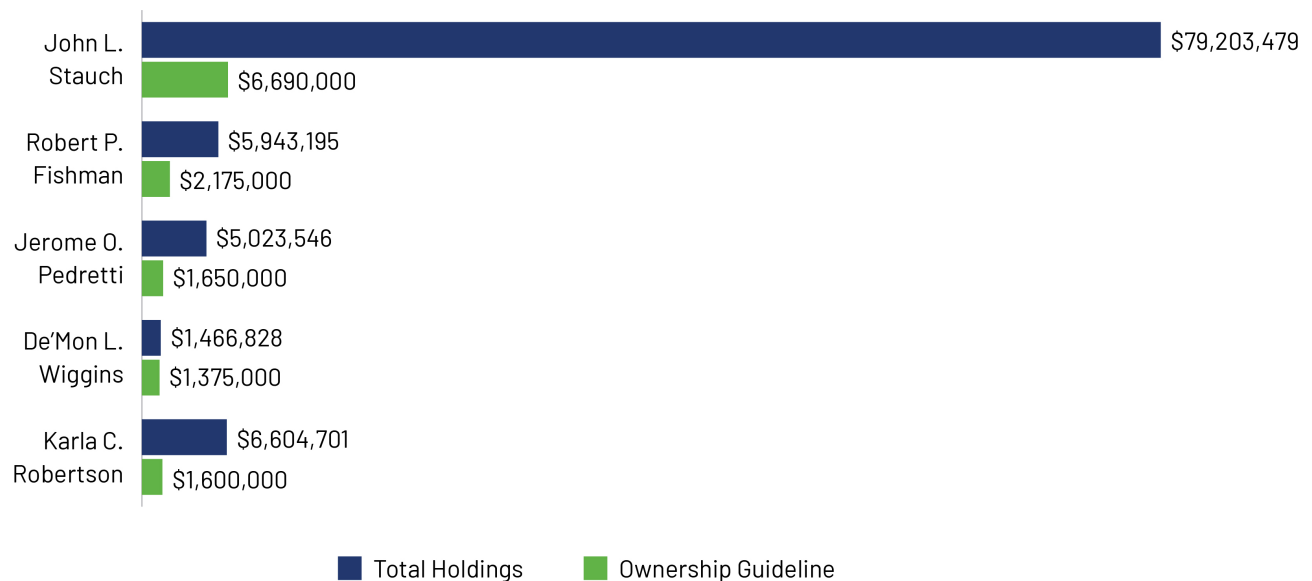 John L.
Stauch
$79,203,479
$6,690,000
Robert P.
Fishman
$5,943,195
$2,175,000
Jerome O.
Pedretti
$5,023,546
$1,650,000
De’Mon L.
Wiggins
$1,466,828
$1,375,000
Karla C.
Robertson
$6,604,701
$1,600,000
Total Holdings
Ownership Guideline